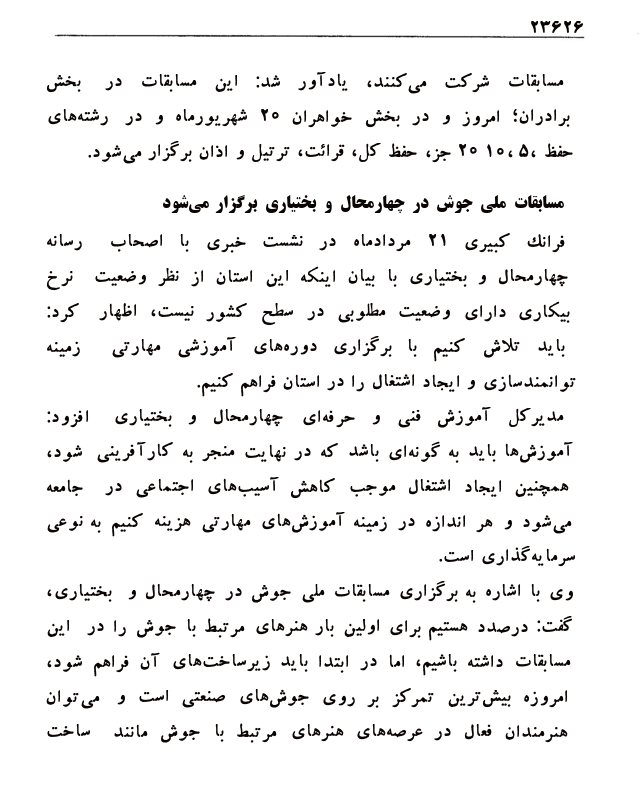 ۲۳۶۲۶
مسابقات شرکت می‌کنند، یادآور شد: این مسابقات در بخش
برادران؛ امروز و در بخش خواهران ۲۰ شهریورماه و در رشته‌های
حفظ ،۵ ،۱۰ ۲۰ جز، حفظ کل، قرائت، ترتیل و اذان برگزار می‌شود.
مسابقات ملی جوش در چهارمحال و بختیاری برگزار می‌شود
فرانك کبیری ۲۱ مردادماه در نشست خبری با اصحاب رسانه
چهارمحال و بختیاری با بیان اینکه این استان از نظر وضعیت نرخ
بیکاری دارای وضعیت مطلوبی در سطح کشور نیست، اظهار کرد:
باید تلاش کنیم با برگزاری دوره‌های آموزشی مهارتی زمینه
توانمندسازی و ایجاد اشتغال را در استان فراهم کنیم.
مدیرکل آموزش فنی و حرفه‌ای چهارمحال و بختیاری افزود:
آموزش‌ها باید به گونه‌ای باشد که در نهایت منجر به کارآفرینی شود،
همچنین ایجاد اشتغال موجب کاهش آسیب‌های اجتماعی در جامعه
می‌شود و هر اندازه در زمینه آموزش‌های مهارتی هزینه کنیم به نوعی
سرمایه‌گذاری است.
وی با اشاره به برگزاری مسابقات ملی جوش در چهارمحال و بختیاری،
گفت: درصدد هستیم برای اولین بار هنرهای مرتبط با جوش را در این
مسابقات داشته باشیم، اما در ابتدا باید زیرساخت‌های آن فراهم شود،
امروزه بیش‌ترین تمرکز بر روی جوش‌های صنعتی است و می‌توان
هنرمندان فعال در عرصه‌های هنرهای مرتبط با جوش مانند ساخت